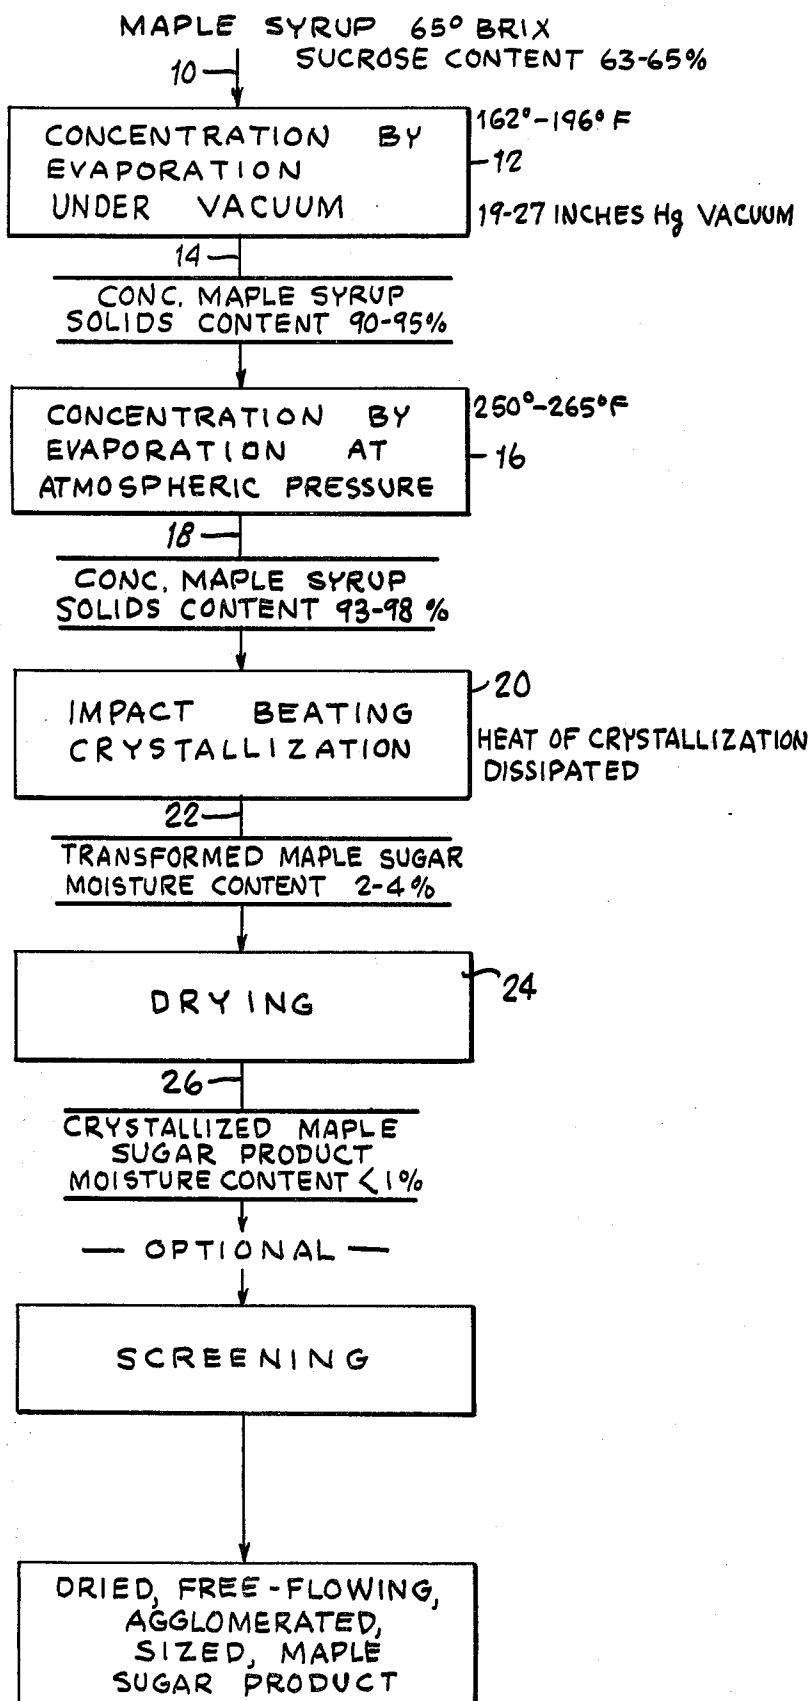 MAPLE SYRUP 65° BRIX
SUCROSE CONTENT 63-65%
10
CONCENTRATION BY
EVAPORATION
UNDER VACUUM
162°-196°F
12
19-27 INCHES Hg VACUUM
14
CONC. MAPLE SYRUP
SOLIDS CONTENT 90-95%
CONCENTRATION BY
EVAPORATION AT
ATMOSPHERIC PRESSURE
250°-265°F
16
18
CONC. MAPLE SYRUP
SOLIDS CONTENT 93-98 %
IMPACT BEATING
CRYSTALLIZATION
20
HEAT OF CRYSTALLIZATION
DISSIPATED
22
TRANSFORMED MAPLE SUGAR
MOISTURE CONTENT 2-4%
DRYING
24
26
CRYSTALLIZED MAPLE
SUGAR PRODUCT
MOISTURE CONTENT <1%
— OPTIONAL —
SCREENING
DRIED, FREE-FLOWING,
AGGLOMERATED,
SIZED, MAPLE
SUGAR PRODUCT